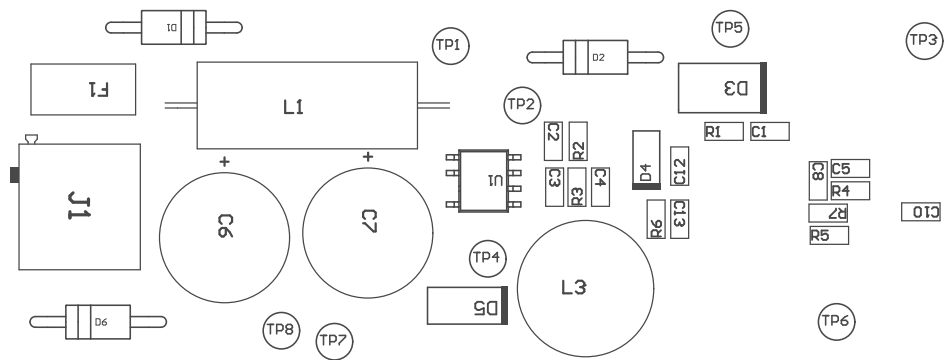 D1
TP1
TP5
TP3
D2
F1
L1
TP2
D3
R1
C1
C2
R2
D4
C12
U1
C3
R3
C4
C8
C5
R4
R7
C10
R5
J1
+
+
C6
C7
R6
C13
TP4
L3
D5
D6
TP8
TP7
TP6